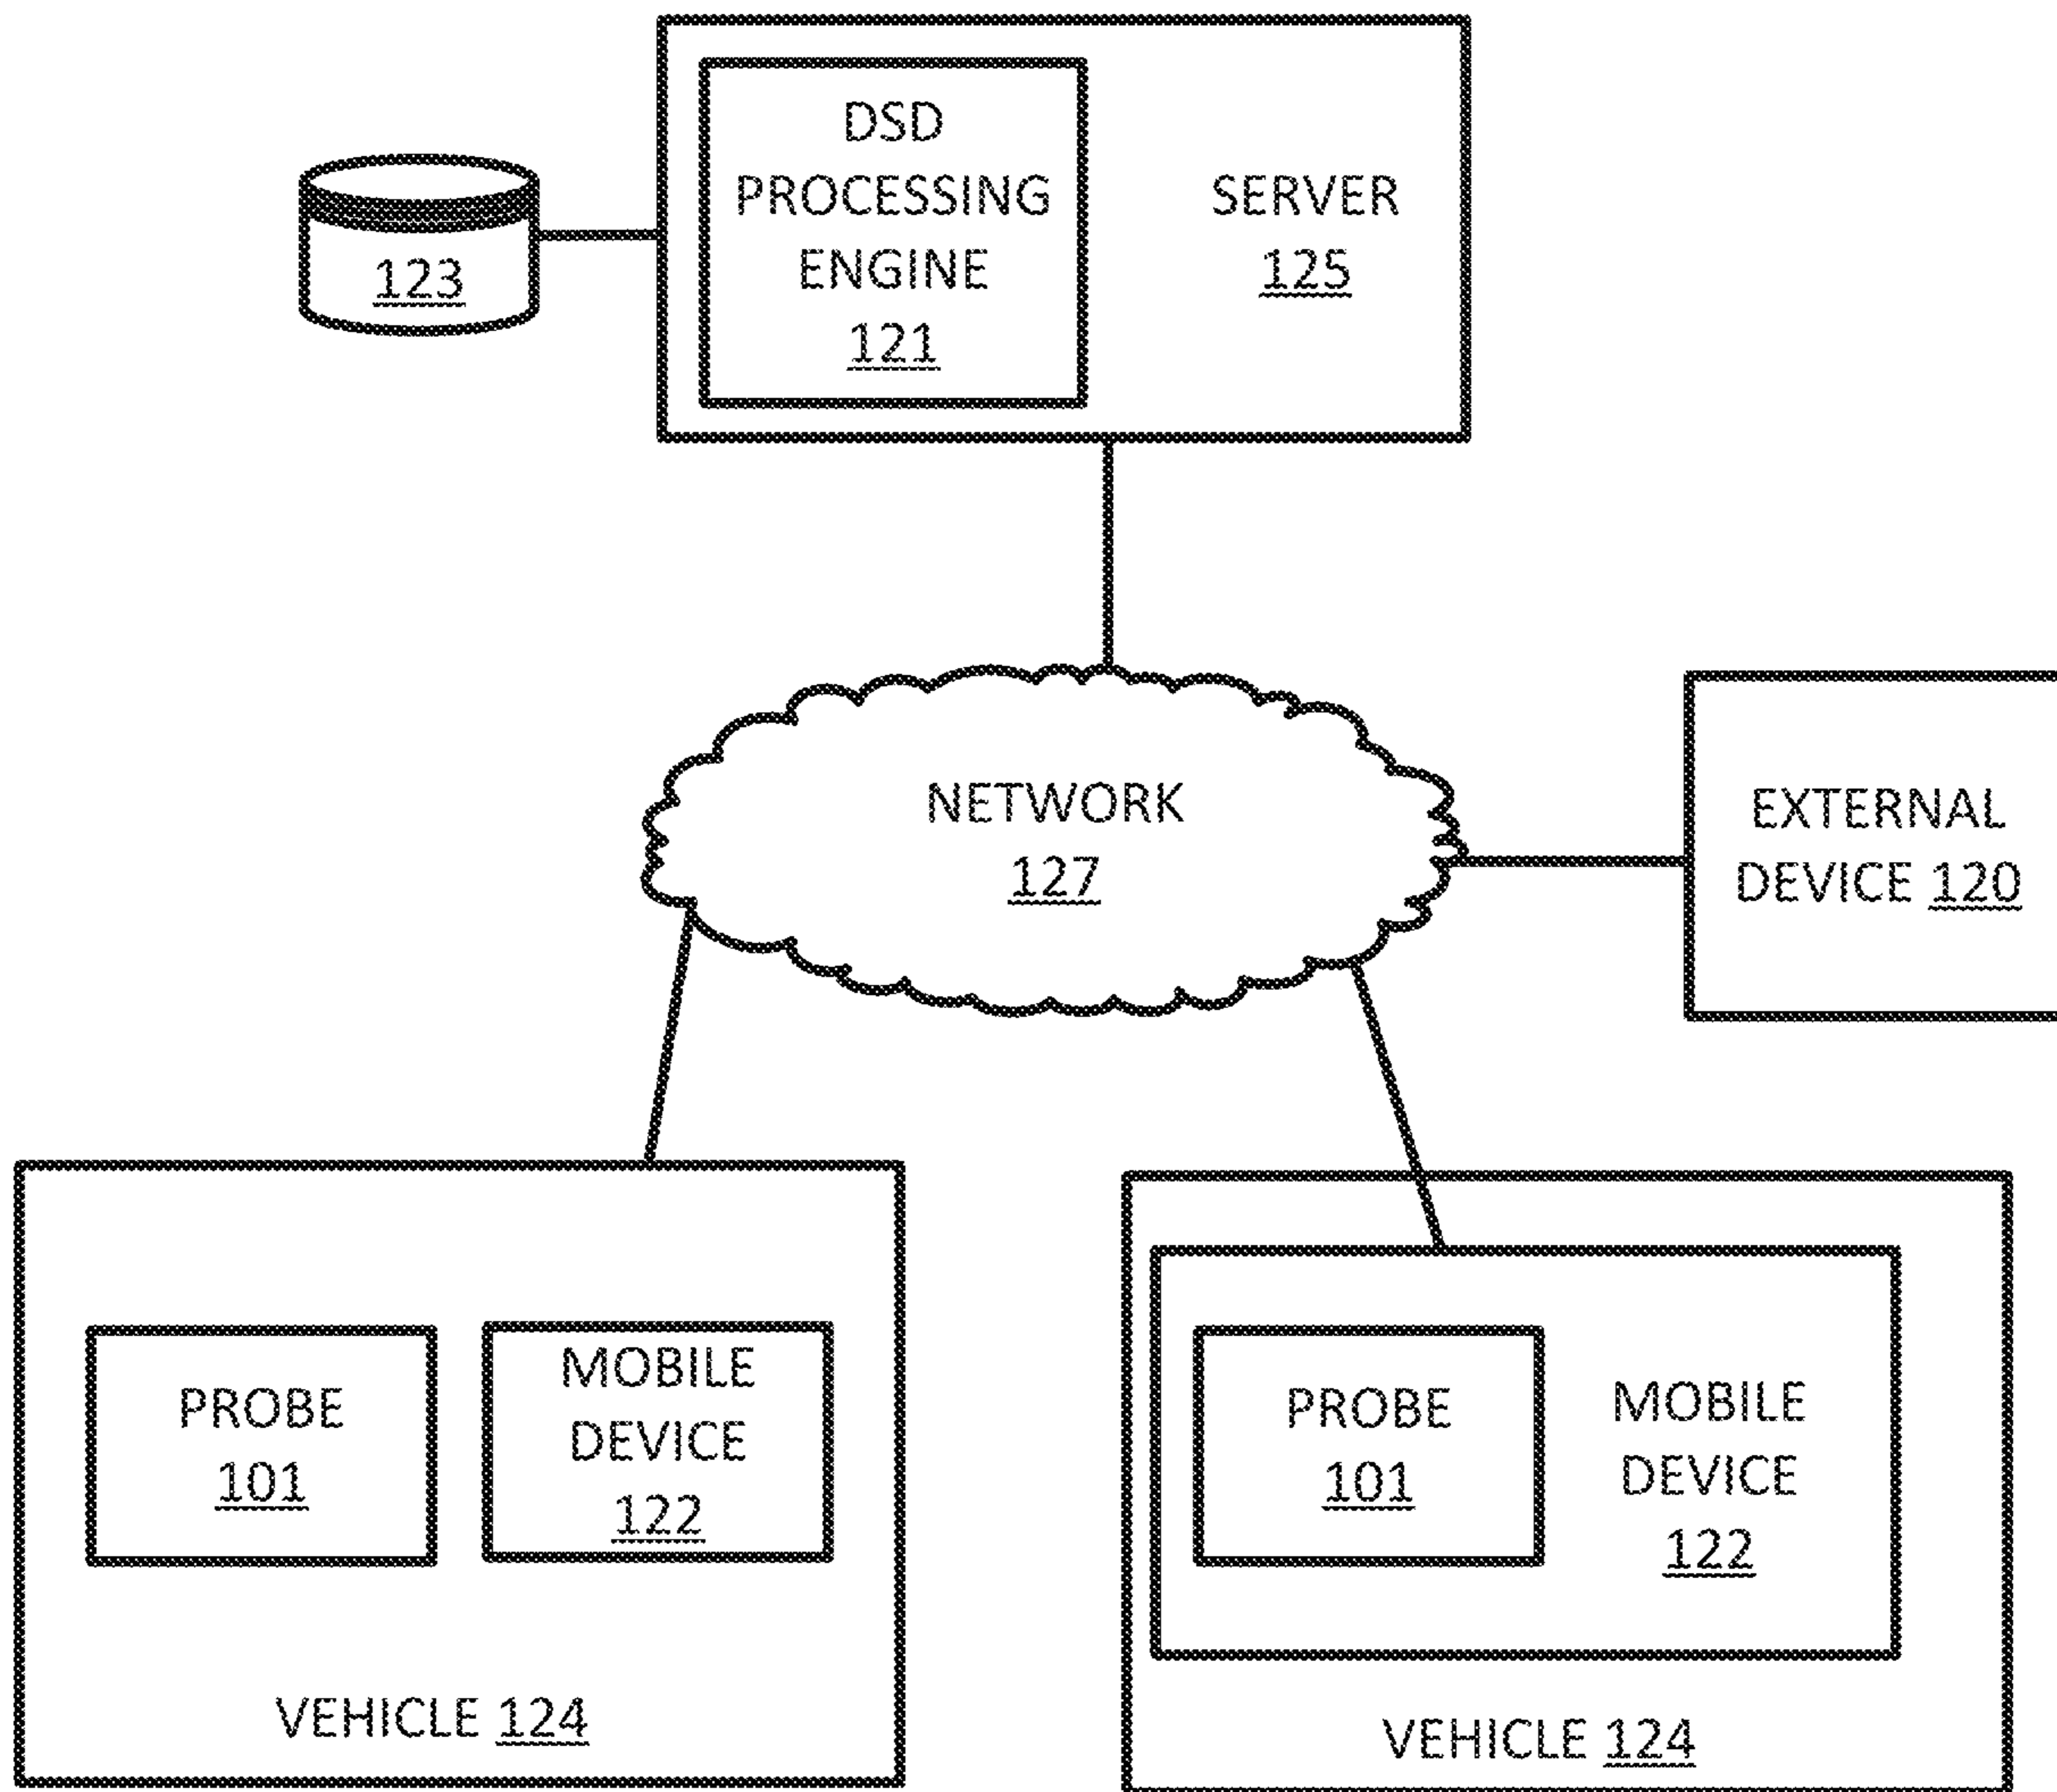 DSD
PROCESSING
ENGINE
121
SERVER
125
123
NETWORK
127
EXTERNAL
DEVICE 120
PROBE
101
MOBILE
DEVICE
122
VEHICLE 124
PROBE
101
MOBILE
DEVICE
122
VEHICLE 124